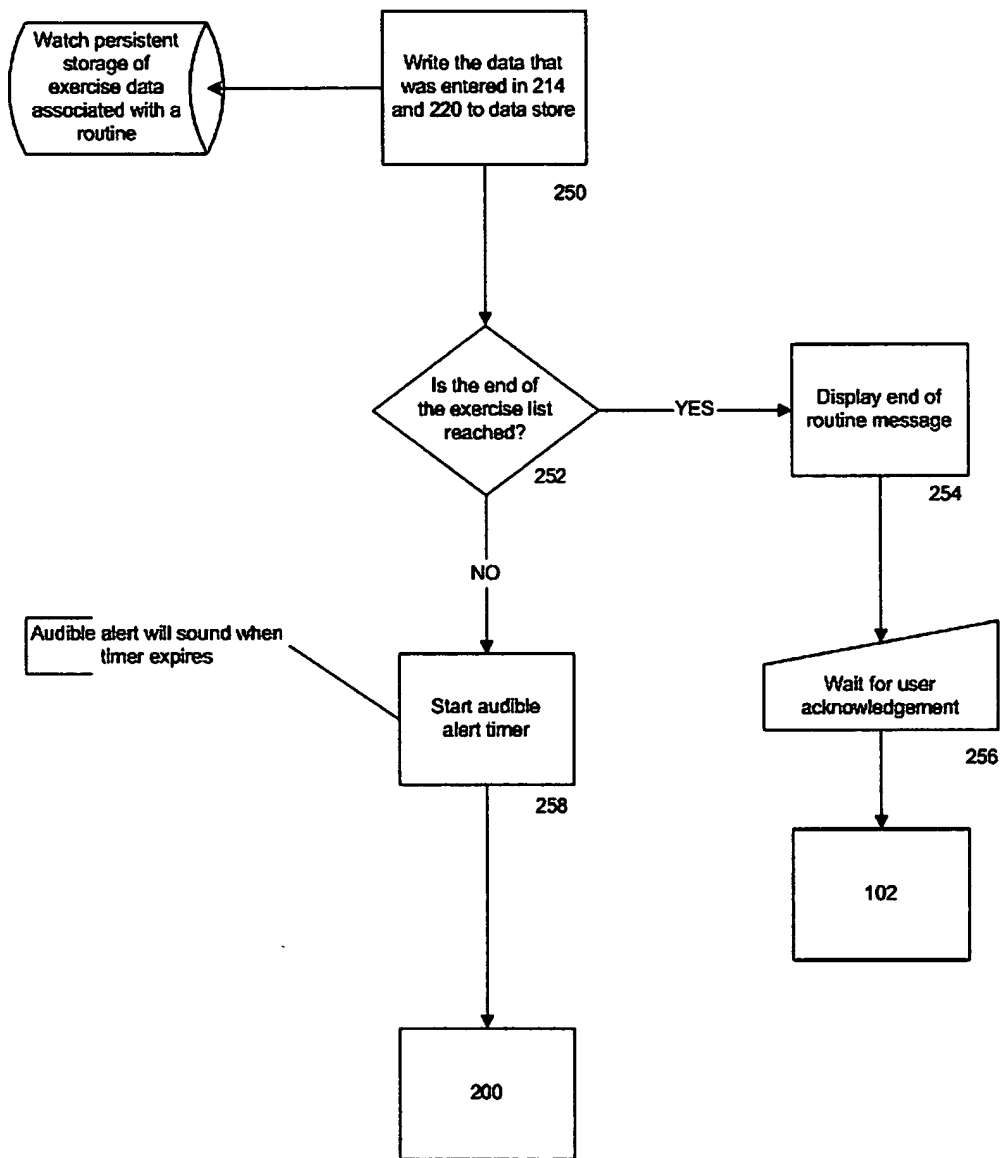 Watch persistent
storage of
exercise data
associated with a
routine
Write the data that
was entered in 214
and 220 to data store
250
Is the end of
the exercise list
reached?
252
YES
Display end of
routine message
254
NO
Audible alert will sound when
timer expires
Start audible
alert timer
258
Wait for user
acknowledgement
256
102
200